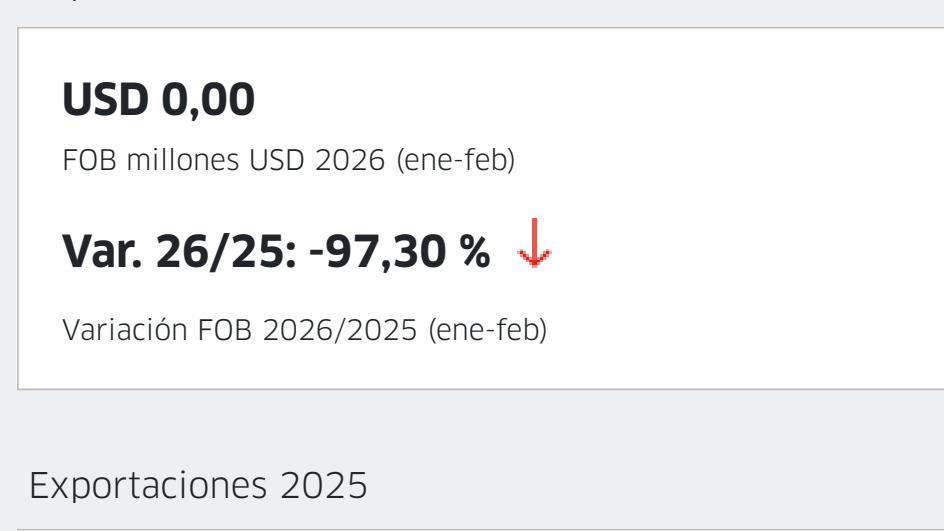 USD 0,00
FOB millones USD 2026 (ene-feb)
Var. 26/25: -97,30 %
Variación FOB 2026/2025 (ene-feb)
Exportaciones 2025